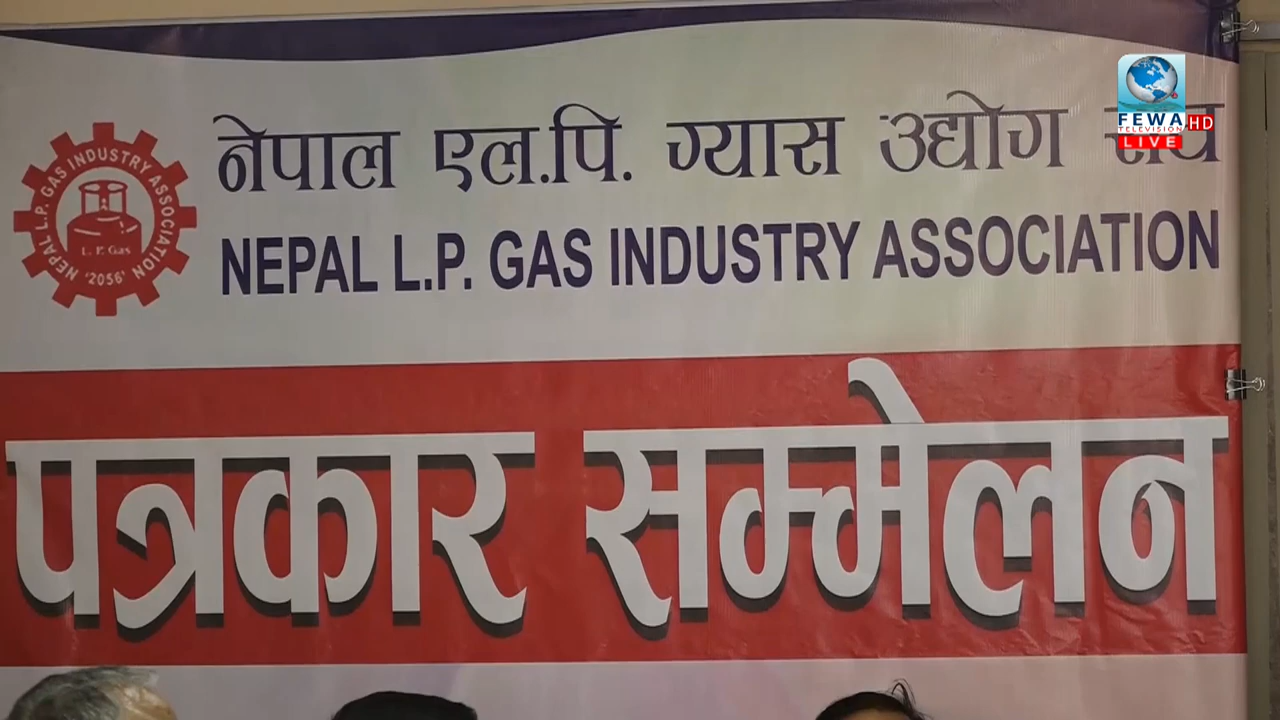 नेपाल एल.पि. ग्यास उद्योग
NEPAL L.P. GAS INDUSTRY ASSOCIATION
पत्रकार सम्मेलन
NEPAL L.P. GAS INDUSTRY ASSOCIATION
L. P. Gas
'2056'
FEWA HD
TELEVISION
LIVE